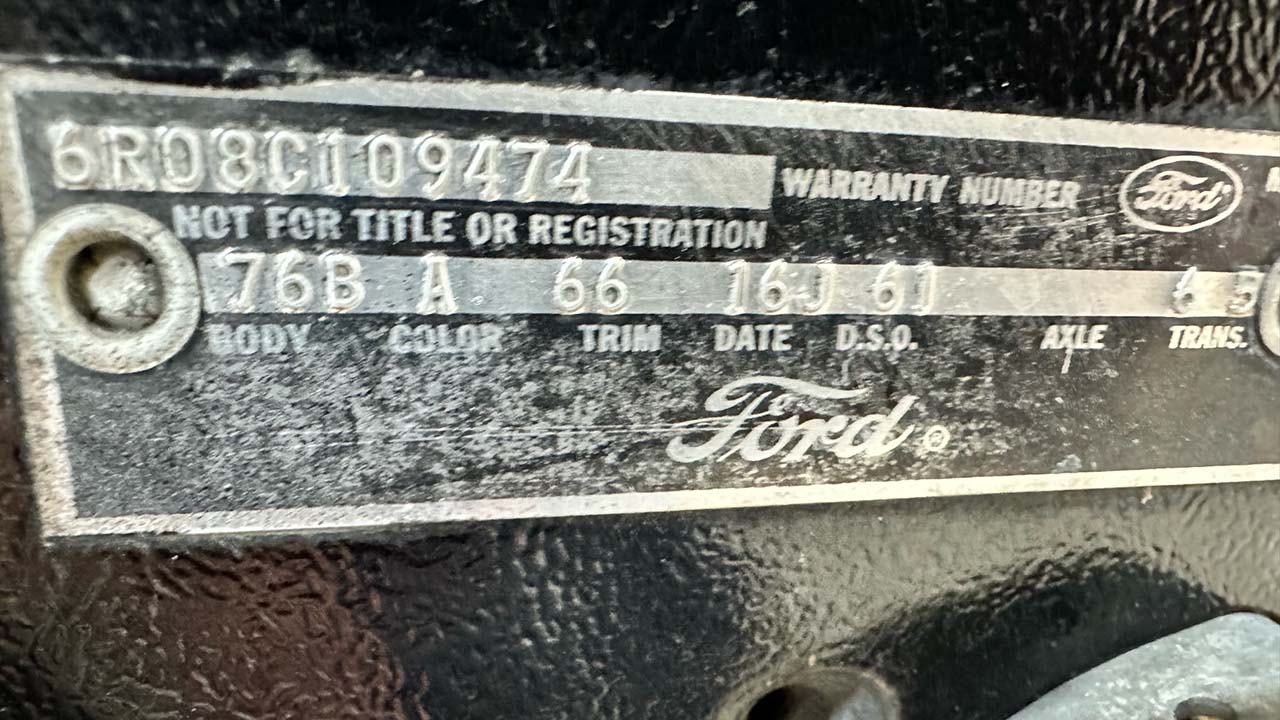 6R08C109474 WARRANTY NUMBER Ford
NOT FOR TITLE OR REGISTRATION
76B A 66 16J 61 6 5
BODY COLOR TRIM DATE D.S.O. AXLE TRANS.
Ford ®